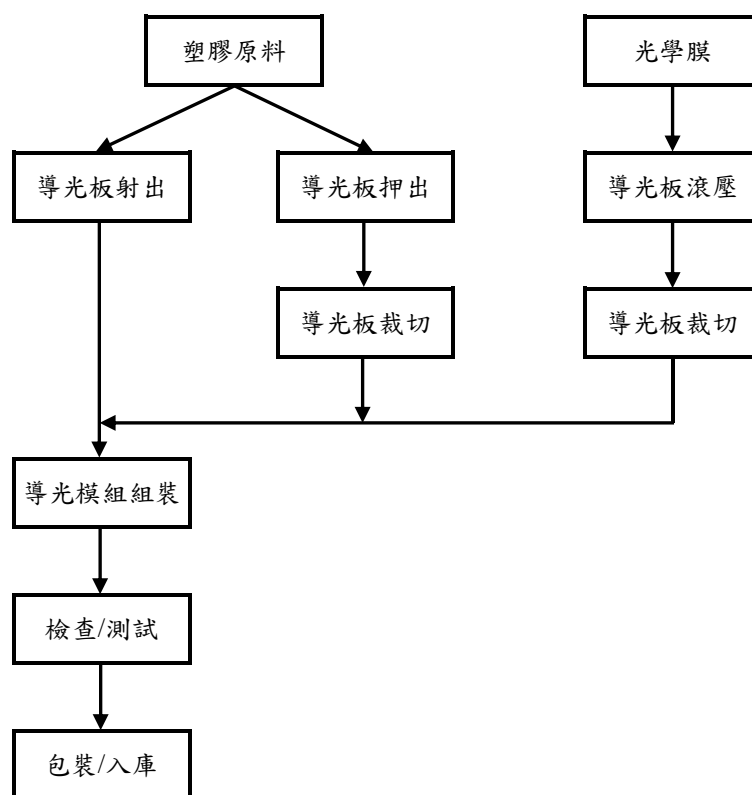 塑膠原料
光學膜
導光板射出
導光板押出
導光板滾壓
導光板裁切
導光板裁切
導光模組組裝
檢查/測試
包裝/入庫